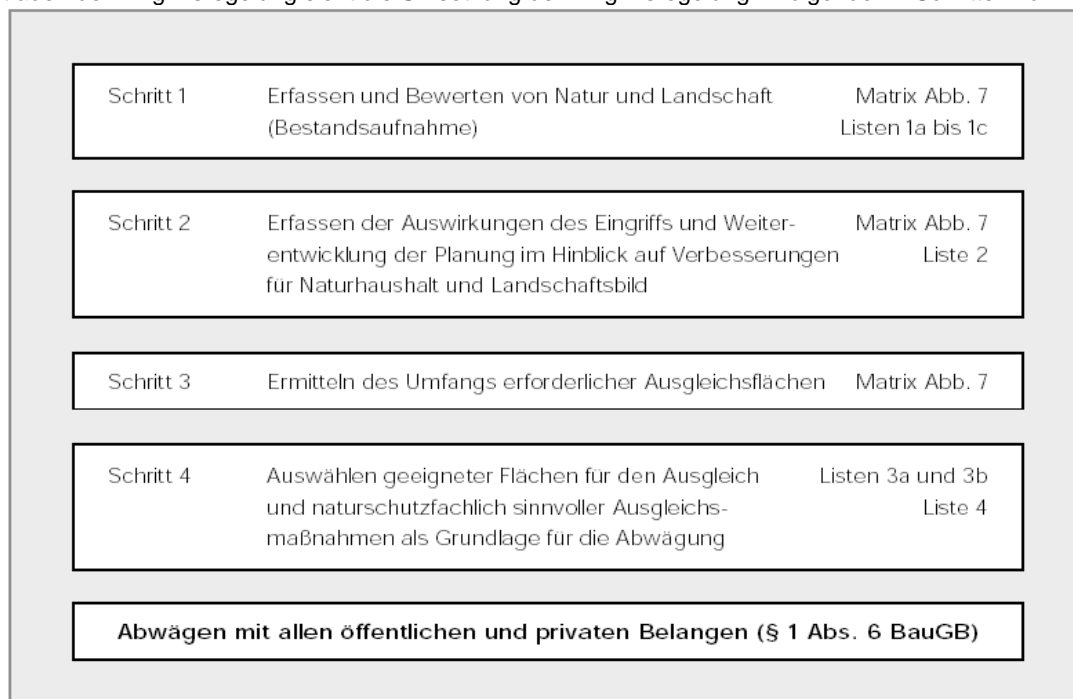 Schritt 1 Erfassen und Bewerten von Natur und Landschaft Matrix Abb. 7
(Bestandsaufnahme) Listen 1a bis 1c
Schritt 2 Erfassen der Auswirkungen des Eingriffs und Weiter- Matrix Abb. 7
entwicklung der Planung im Hinblick auf Verbesserungen Liste 2
für Naturhaushalt und Landschaftsbild
Schritt 3 Ermitteln des Umfangs erforderlicher Ausgleichsflächen Matrix Abb. 7
Schritt 4 Auswählen geeigneter Flächen für den Ausgleich Listen 3a und 3b
und naturschutzfachlich sinnvoller Ausgleichs- Liste 4
maßnahmen als Grundlage für die Abwägung
Abwägen mit allen öffentlichen und privaten Belangen (§ 1 Abs. 6 BauGB)